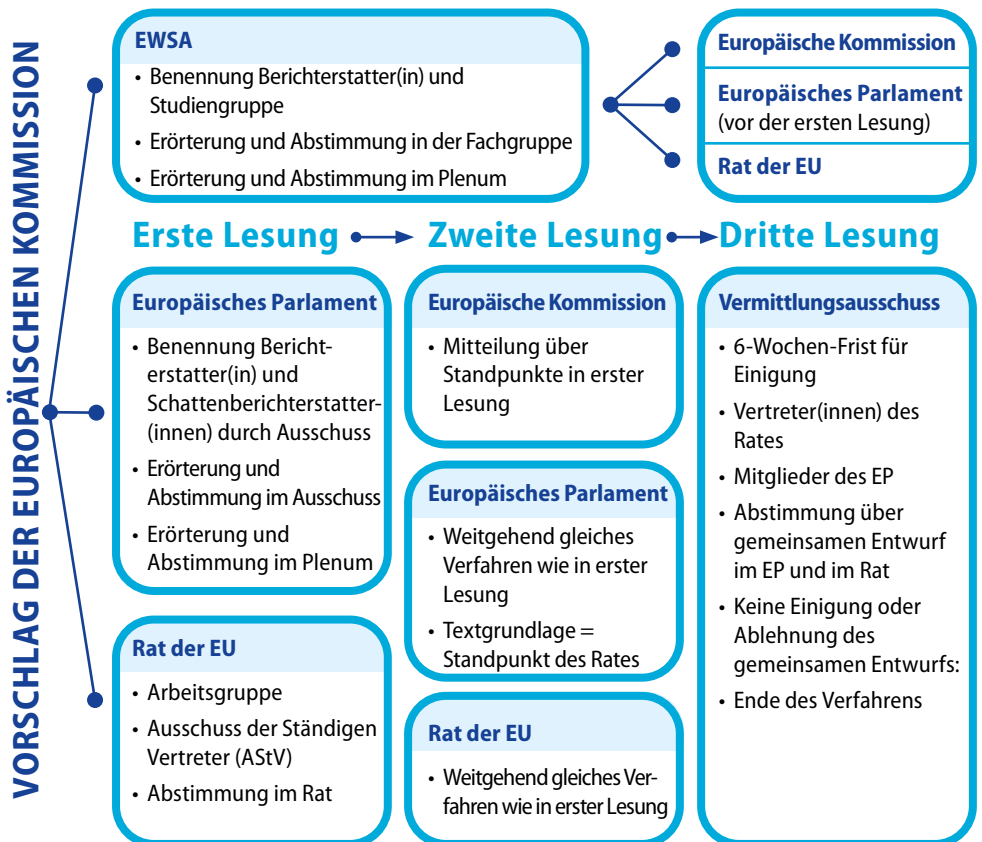 VORSCHLAG DER EUROPÄISCHEN KOMMISSION
EWSA
• Benennung Berichterstatter(in) und
Studiengruppe
• Erörterung und Abstimmung in der Fachgruppe
• Erörterung und Abstimmung im Plenum
Europäische Kommission
Europäisches Parlament
(vor der ersten Lesung)
Rat der EU
Erste Lesung
Zweite Lesung
Dritte Lesung
Europäisches Parlament
• Benennung Bericht-
erstatter(in) und
Schattenberichterstatter-
(innen) durch Ausschuss
• Erörterung und
Abstimmung im Ausschuss
• Erörterung und
Abstimmung im Plenum
Rat der EU
• Arbeitsgruppe
• Ausschuss der Ständigen
Vertreter (AStV)
• Abstimmung im Rat
Europäische Kommission
• Mitteilung über
Standpunkte in erster
Lesung
Europäisches Parlament
• Weitgehend gleiches
Verfahren wie in erster
Lesung
• Textgrundlage =
Standpunkt des Rates
Rat der EU
• Weitgehend gleiches Ver-
fahren wie in erster Lesung
Vermittlungsausschuss
• 6-Wochen-Frist für
Einigung
• Vertreter(innen) des
Rates
• Mitglieder des EP
• Abstimmung über
gemeinsamen Entwurf
im EP und im Rat
• Keine Einigung oder
Ablehnung des
gemeinsamen Entwurfs:
• Ende des Verfahrens